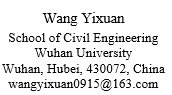 Wang Yixuan
School of Civil Engineering
Wuhan University
Wuhan, Hubei, 430072, China
wangyixuan0915@163.com